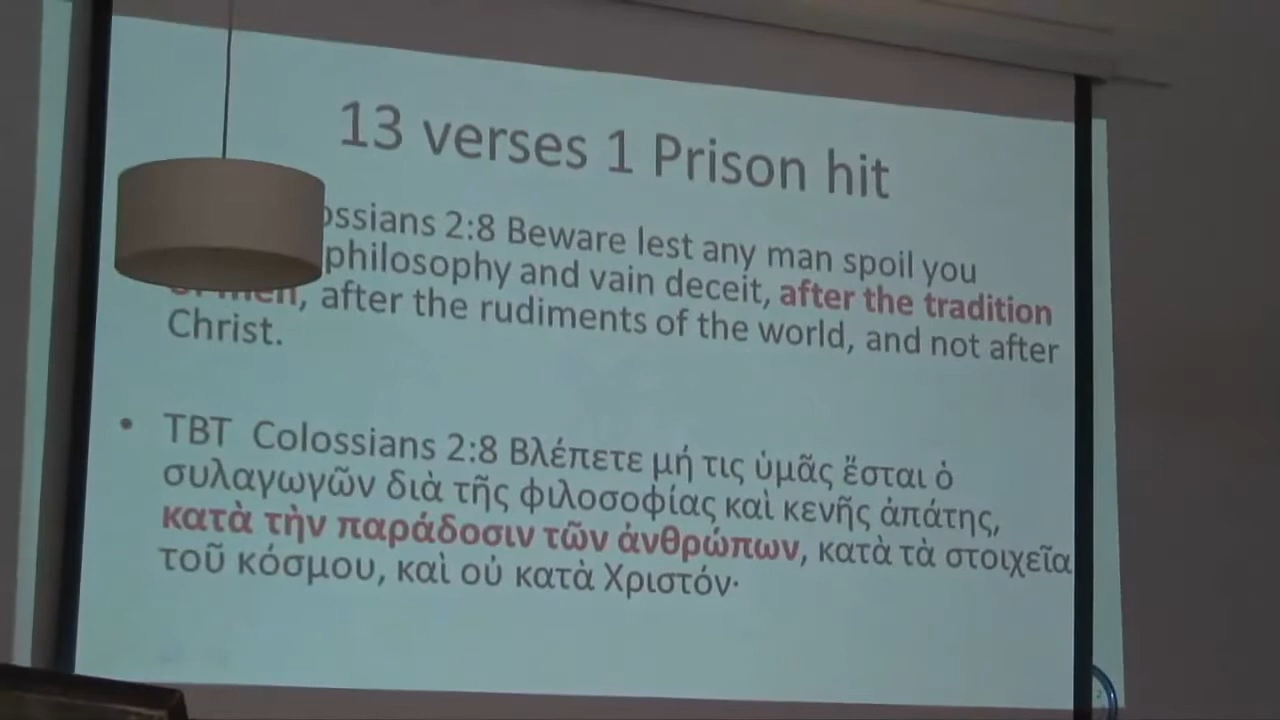 13 verses 1 Prison hit
ossians 2:8 Beware lest any man spoil you
philosophy and vain deceit, after the tradition
of men, after the rudiments of the world, and not after
Christ.
• TBT Colossians 2:8 Βλέπετε μή τις ὑμᾶς ἔσται ὁ
συλαγωγῶν διὰ τῆς φιλοσοφίας καὶ κενῆς ἀπάτης,
κατὰ τὴν παράδοσιν τῶν ἀνθρώπων, κατὰ τὰ στοιχεῖα
τοῦ κόσμου, καὶ οὐ κατὰ Χριστόν·